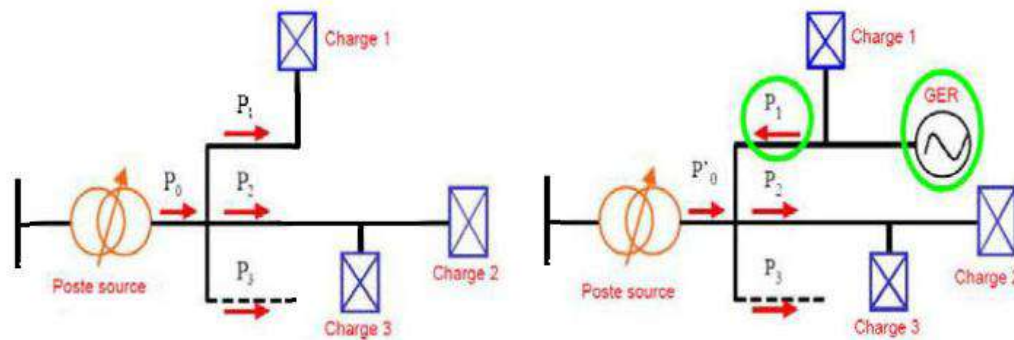 Charge 1
P1
P0
P2
Poste source
P3
Charge 2
Charge 3
Charge 1
GER
P1
P'0
P2
Poste source
P3
Charge 2
Charge 3